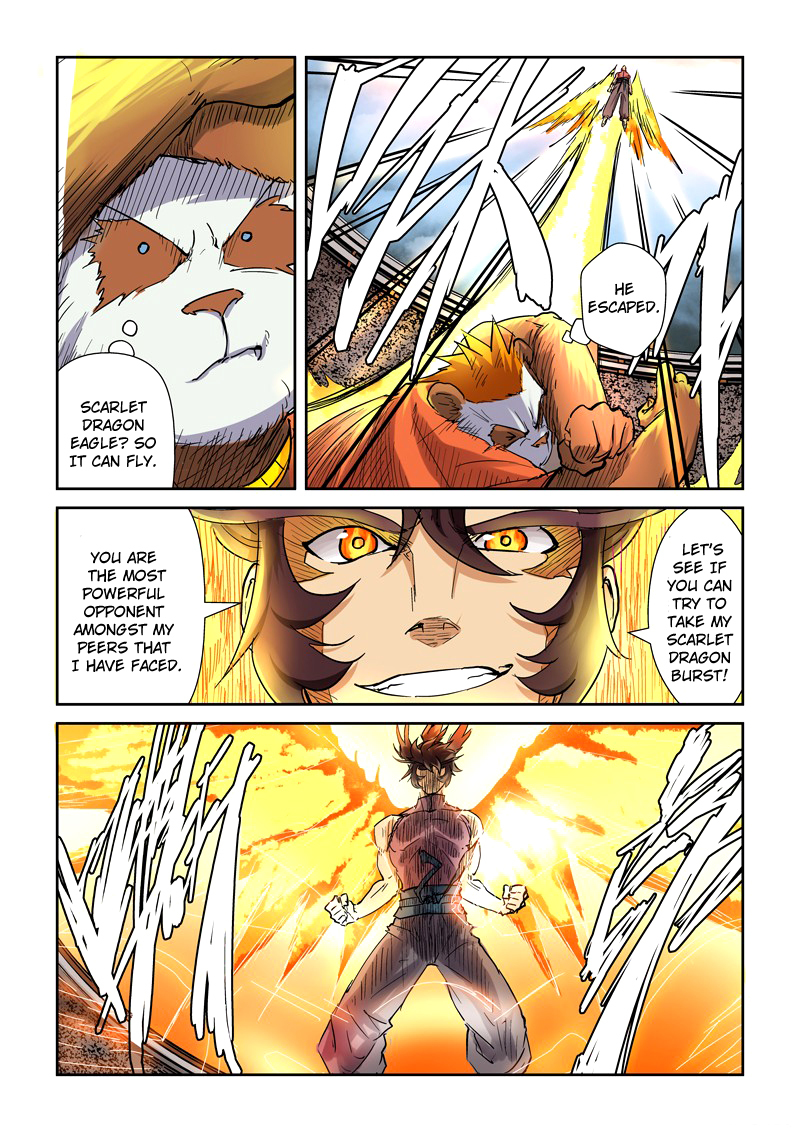 SCARLET
DRAGON
EAGLE? SO
IT CAN FLY.
HE
ESCAPED.
YOU ARE
THE MOST
POWERFUL
OPPONENT
AMONGST MY
PEERS THAT
I HAVE FACED.
LET'S
SEE IF
YOU CAN
TRY TO
TAKE MY
SCARLET
DRAGON
BURST!